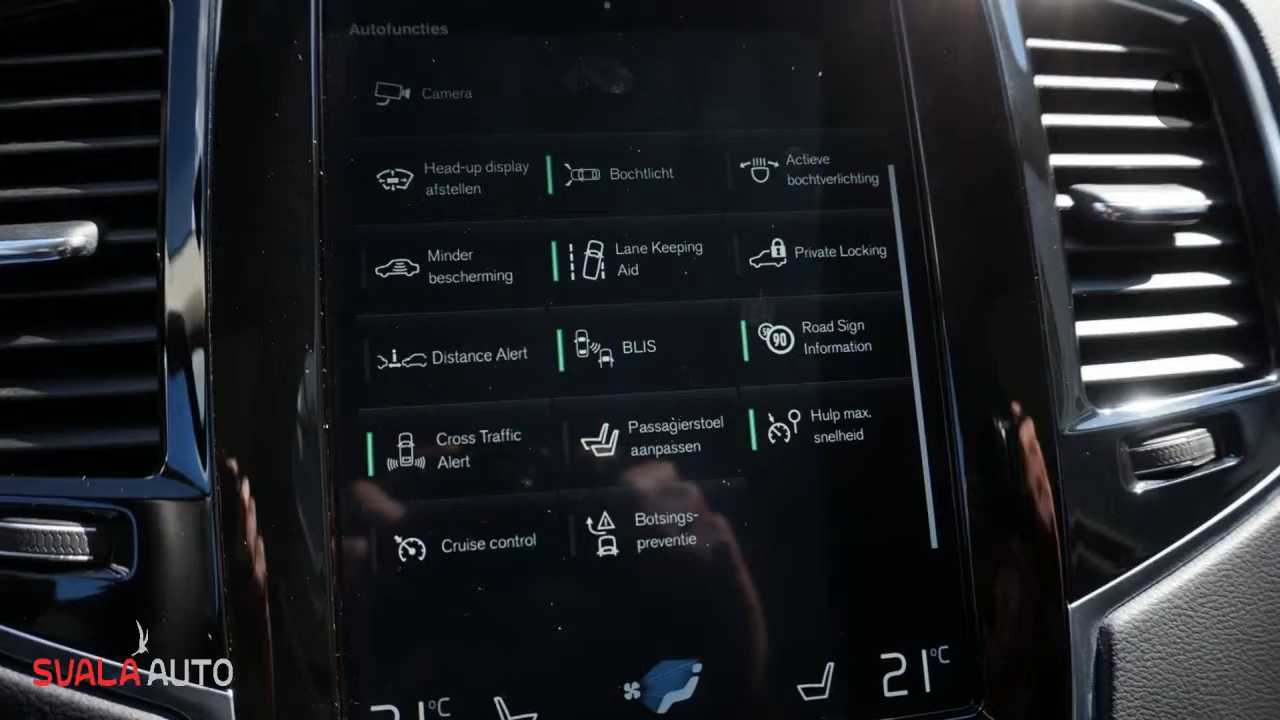 Autofuncties
Camera
Head-up display
afstellen
Bochtlicht
Actieve
bochtverlichting
Minder
bescherming
Lane Keeping
Aid
Private Locking
Distance Alert
BLIS
90
Road Sign
Information
Cross Traffic
Alert
Passagierstoel
aanpassen
Hulp max.
snelheid
Cruise control
Botsings-
preventie
21°C
21°C
SVALA AUTO